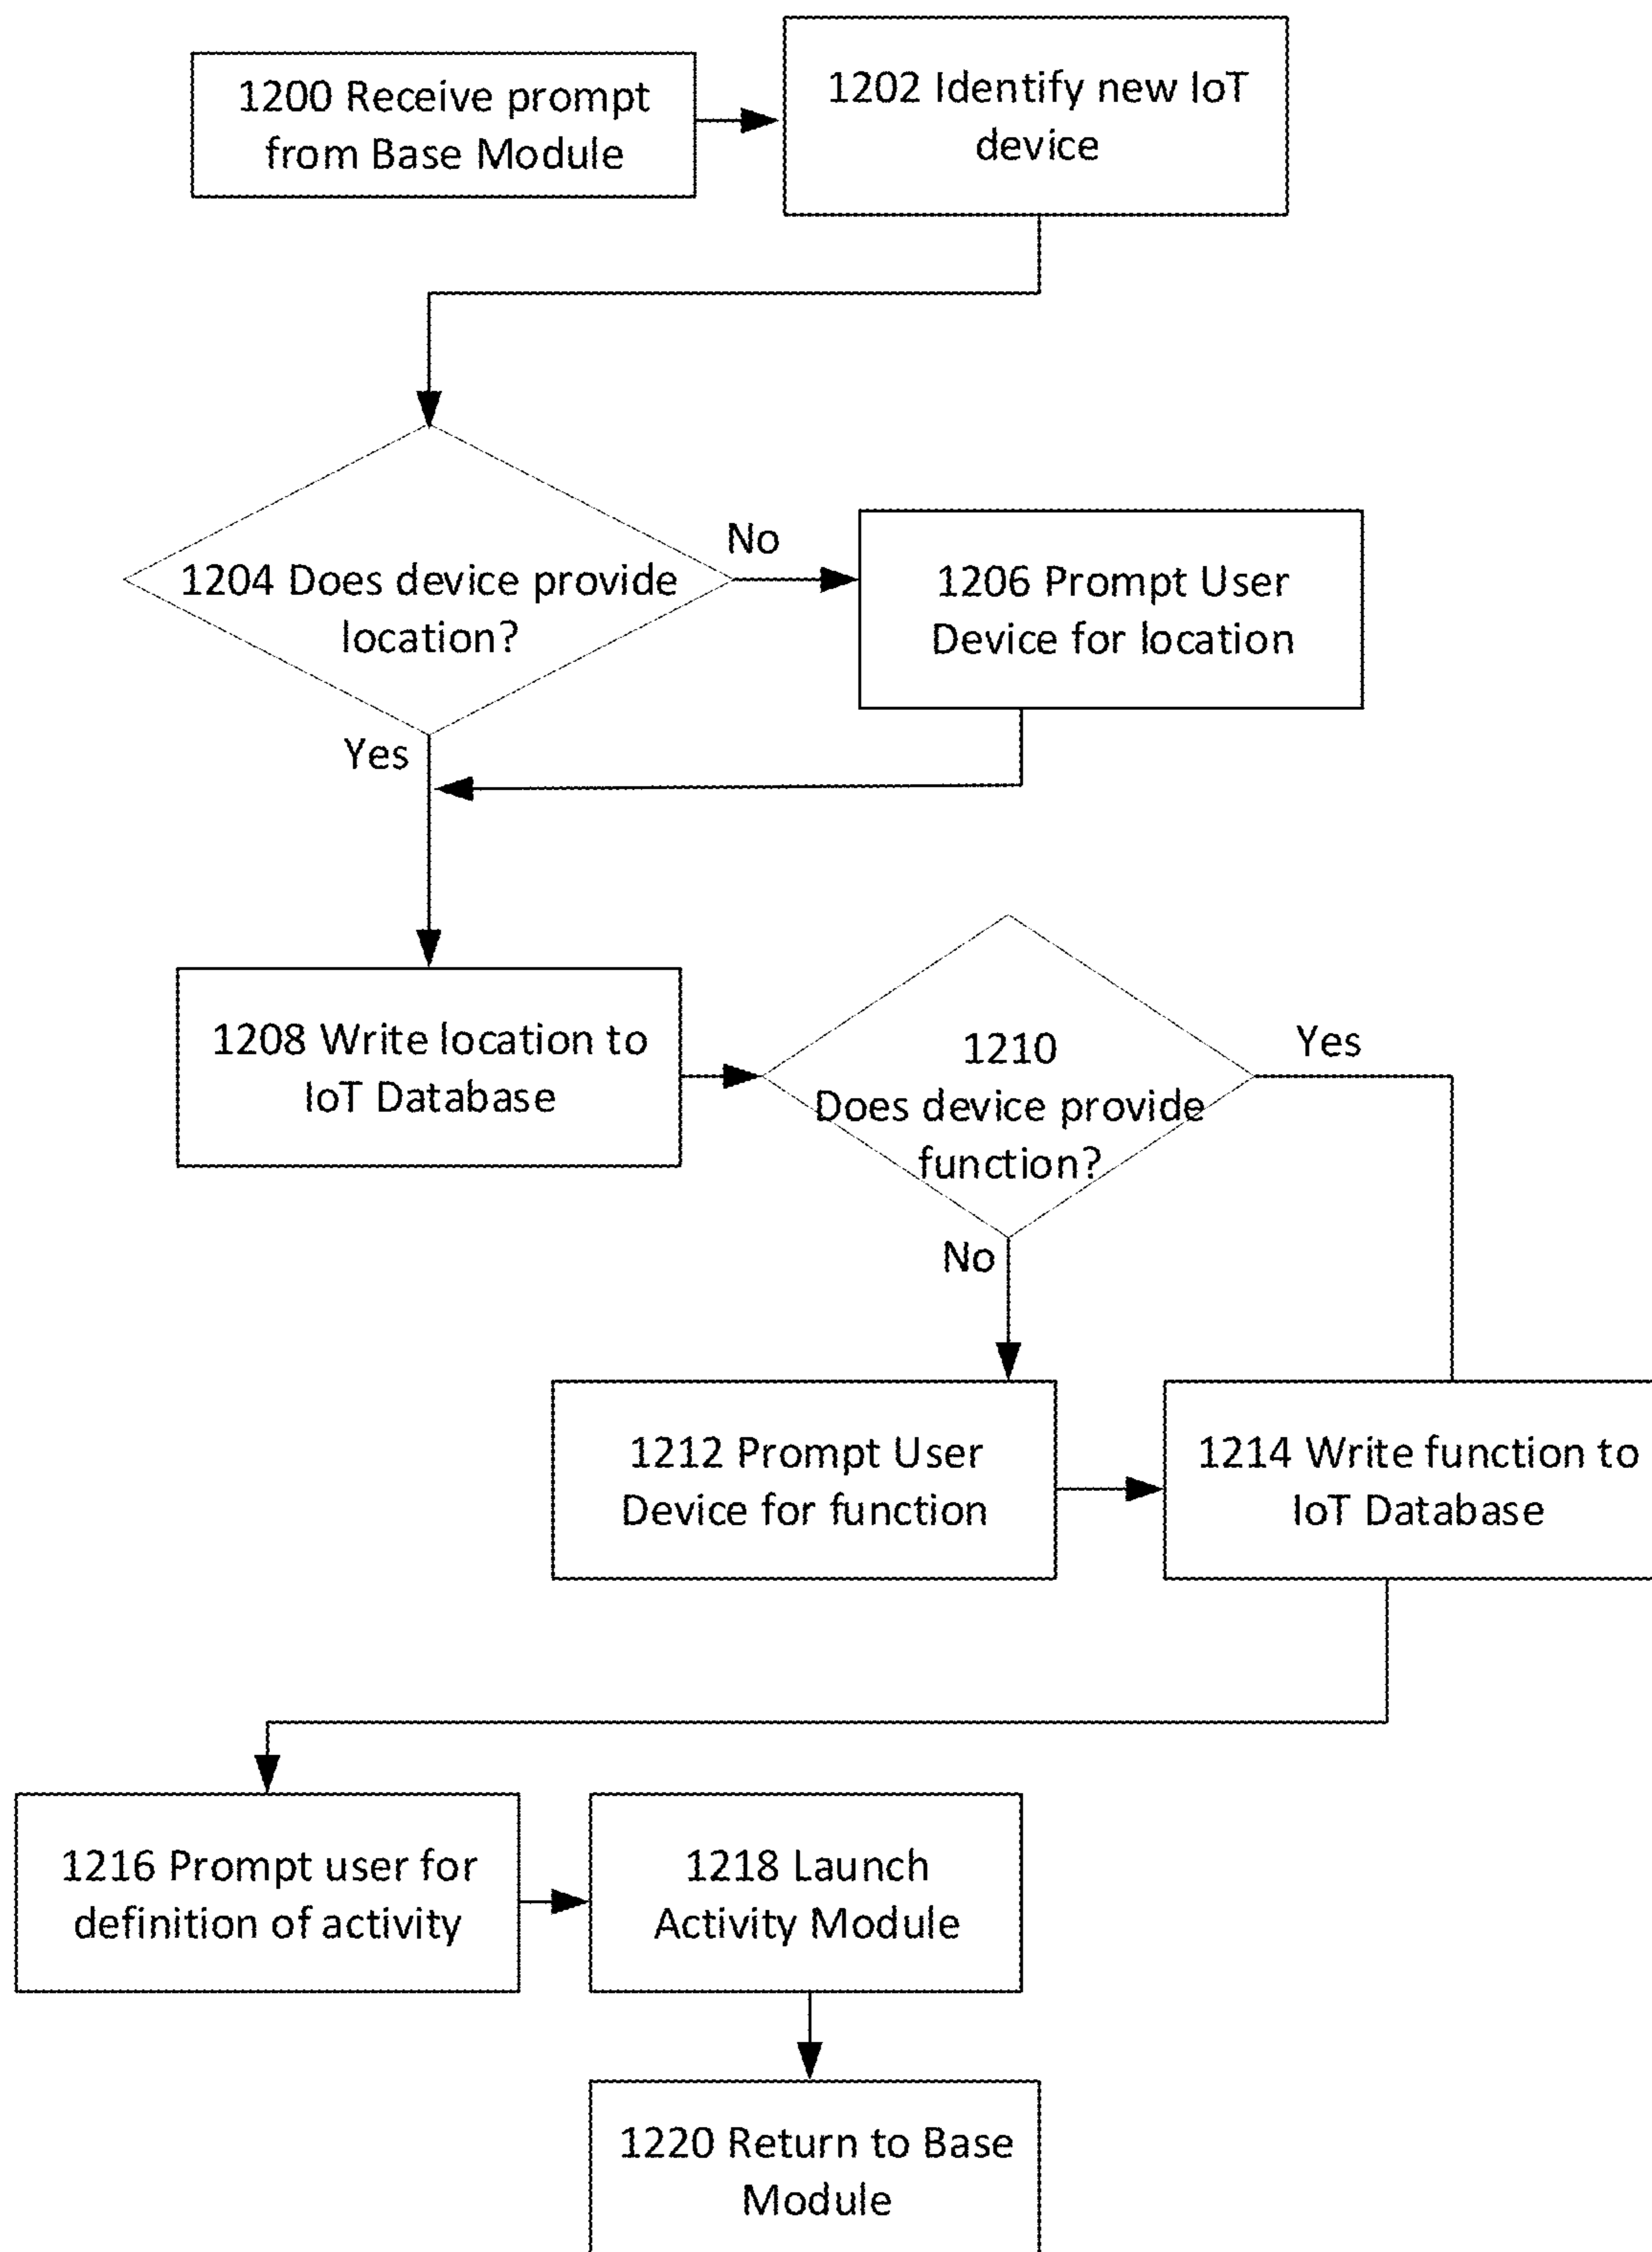 1200 Receive prompt
from Base Module
1202 Identify new IoT
device
1204 Does device provide
location?
No
1206 Prompt User
Device for location
Yes
1208 Write location to
IoT Database
1210
Does device provide
function?
Yes
No
1212 Prompt User
Device for function
1214 Write function to
IoT Database
1216 Prompt user for
definition of activity
1218 Launch
Activity Module
1220 Return to Base
Module